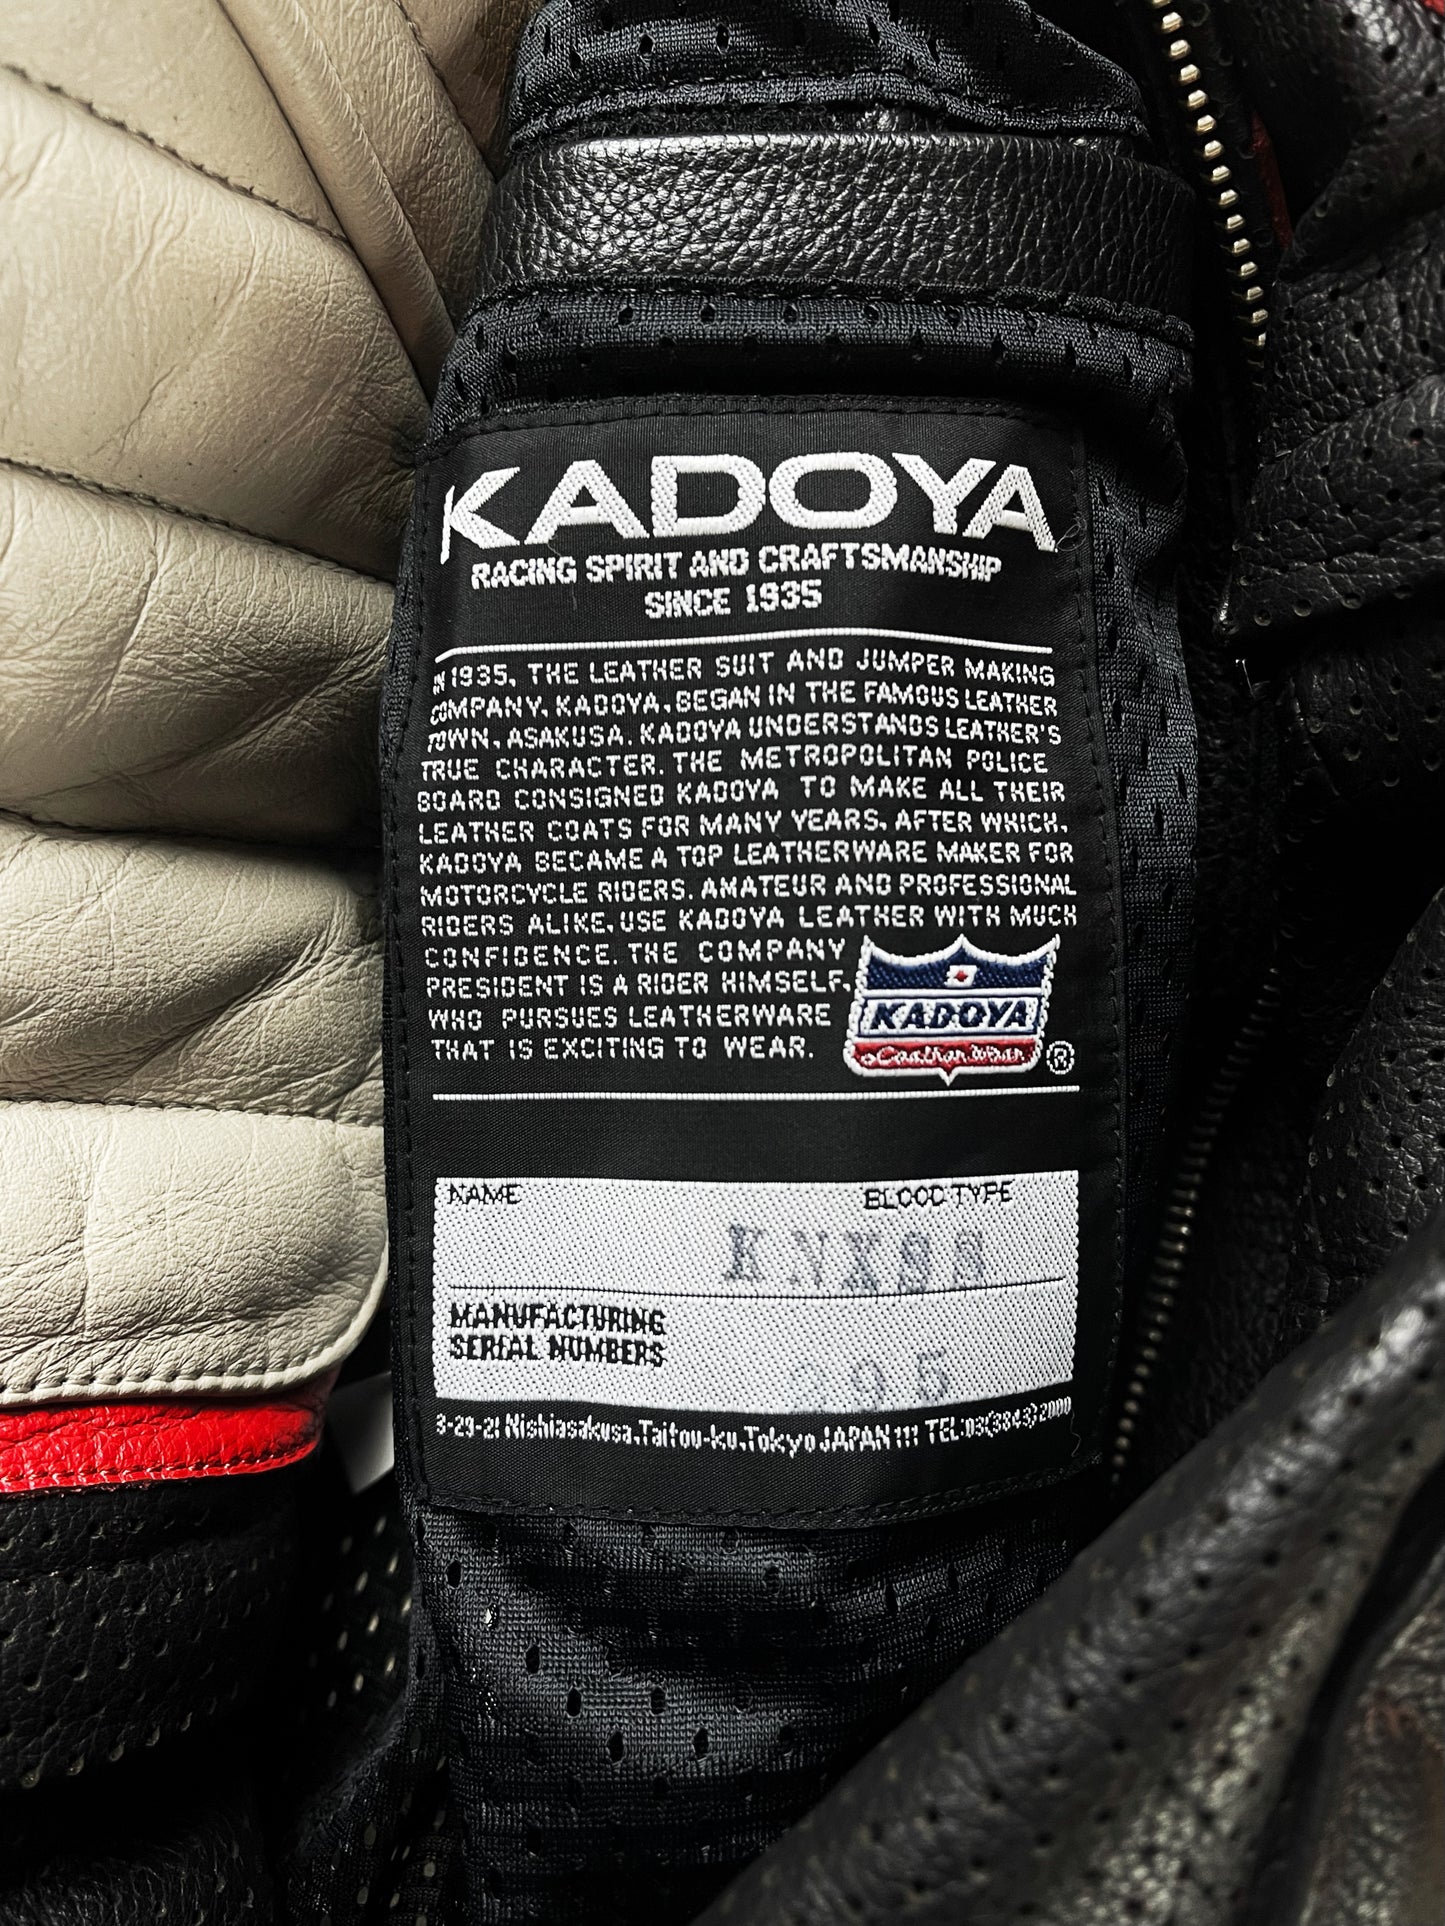 KADOYA
RACING SPIRIT AND CRAFTSMANSHIP
SINCE 1935
IN 1935, THE LEATHER SUIT AND JUMPER MAKING
COMPANY, KADOYA, BEGAN IN THE FAMOUS LEATHER
TOWN, ASAKUSA. KADOYA UNDERSTANDS LEATHER'S
TRUE CHARACTER. THE METROPOLITAN POLICE
BOARD CONSIGNED KADOYA TO MAKE ALL THEIR
LEATHER COATS FOR MANY YEARS. AFTER WHICH,
KADOYA BECAME A TOP LEATHERWARE MAKER FOR
MOTORCYCLE RIDERS. AMATEUR AND PROFESSIONAL
RIDERS ALIKE, USE KADOYA LEATHER WITH MUCH
CONFIDENCE. THE COMPANY
PRESIDENT IS A RIDER HIMSELF,
WHO PURSUES LEATHERWARE
THAT IS EXCITING TO WEAR.
KADOYA
Leather Wear
®
NAME BLOOD TYPE
MANUFACTURING
SERIAL NUMBERS
3-29-21 Nishiasakusa, Taitou-ku, Tokyo JAPAN 111 TEL:03(3843)2000